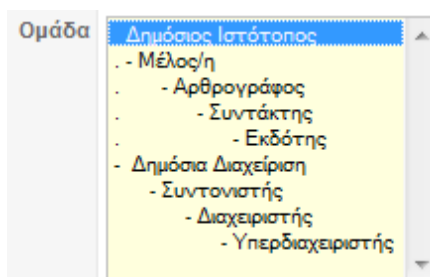 Ομάδα
Δημόσιος Ιστότοπος
. - Μέλος/η
. - Αρθρογράφος
. - Συντάκτης
. - Εκδότης
- Δημόσια Διαχείριση
- Συντονιστής
- Διαχειριστής
- Υπερδιαχειριστής